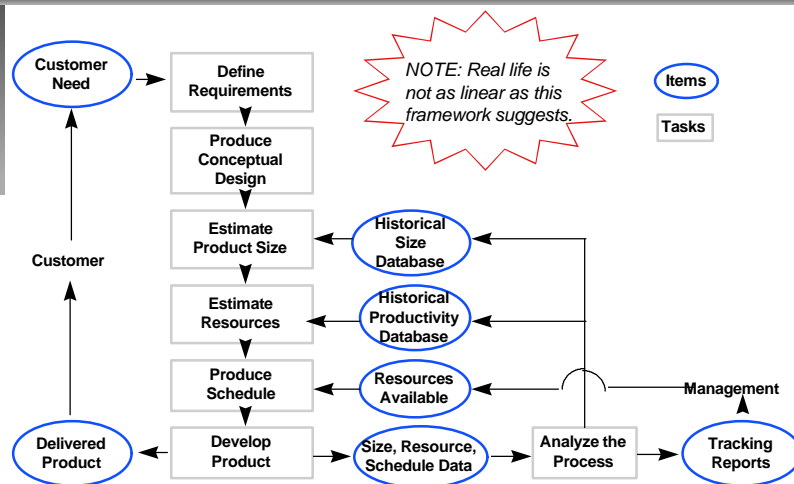 Customer
Need
Define
Requirements
NOTE: Real life is
not as linear as this
framework suggests.
Items
Tasks
Produce
Conceptual
Design
Estimate
Product Size
Historical
Size
Database
Customer
Estimate
Resources
Historical
Productivity
Database
Produce
Schedule
Resources
Available
Management
Delivered
Product
Develop
Product
Size, Resource,
Schedule Data
Analyze the
Process
Tracking
Reports